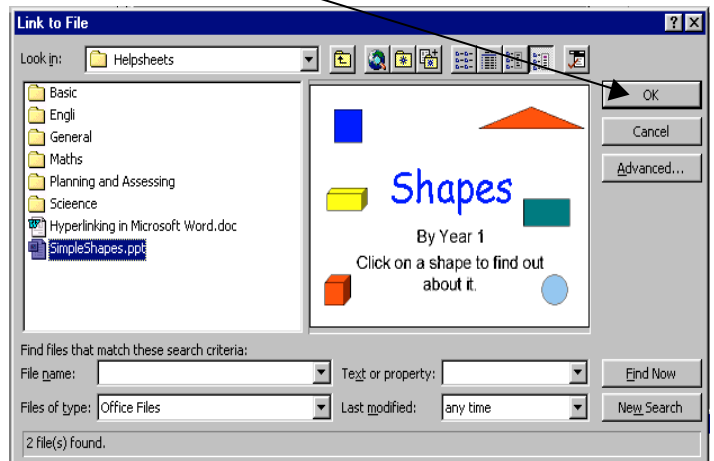 Link to File
Look in: Helpsheets
Basic
Engli
General
Maths
Planning and Assessing
Scieence
Hyperlinking in Microsoft Word.doc
SimpleShapes.ppt
Shapes
By Year 1
Click on a shape to find out
about it.
OK
Cancel
Advanced...
Find files that match these search criteria:
File name: Text or property: Find Now
Files of type: Office Files Last modified: any time New Search
2 file(s) found.